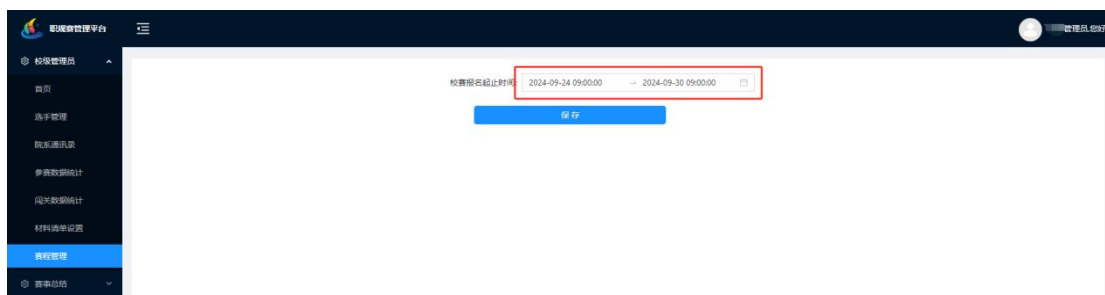 职规赛管理平台
管理员,您好
校级管理员
校赛报名起止时间: 2024-09-24 09:00:00 → 2024-09-30 09:00:00
首页
保存
选手管理
院系通讯录
参赛数据统计
闯关数据统计
材料清单设置
赛程管理
赛事总结